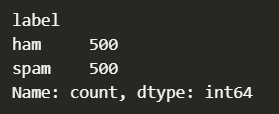 label
ham     500
spam    500
Name: count, dtype: int64